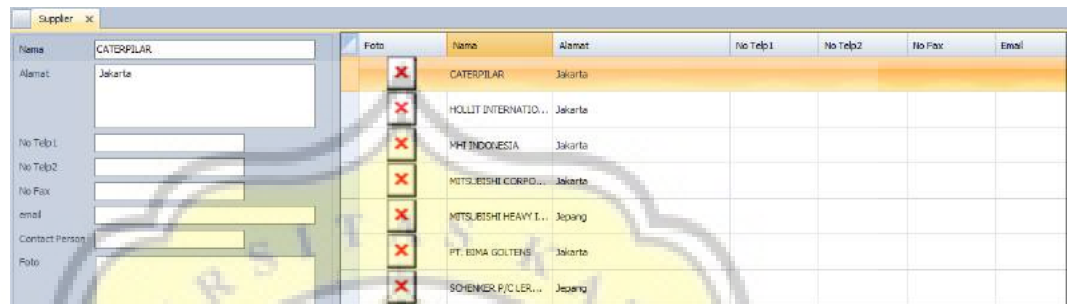 Supplier
Nama CATERPILAR
Alamat Jakarta
No Telp1
No Telp2
No Fax
email
Contact Person
Foto
Foto Nama Alamat No Telp1 No Telp2 No Fax Email
CATERPILAR Jakarta
HOLLIT INTERNATIO... Jakarta
MHI INDONESIA Jakarta
MITSUBISHI CORPO... Jakarta
MITSUBISHI HEAVY I... Jepang
PT. BIMA GOLTENS Jakarta
SCHENKER P/C LER... Jepang